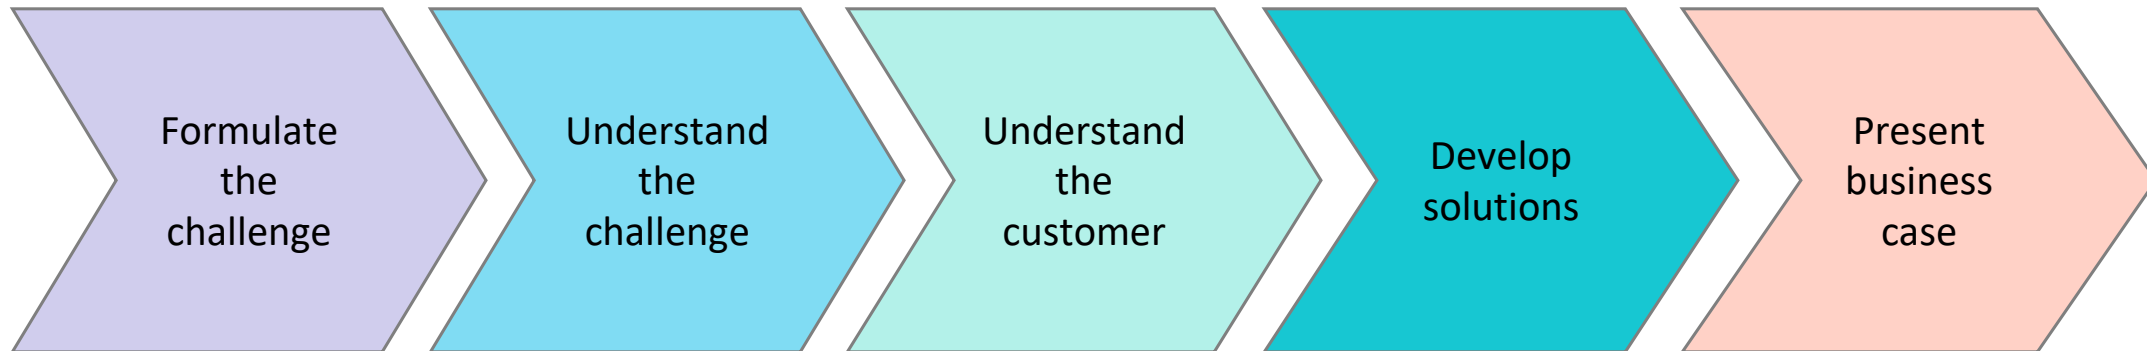 Formulate
the
challenge
Understand
the
challenge
Understand
the
customer
Develop
solutions
Present
business
case